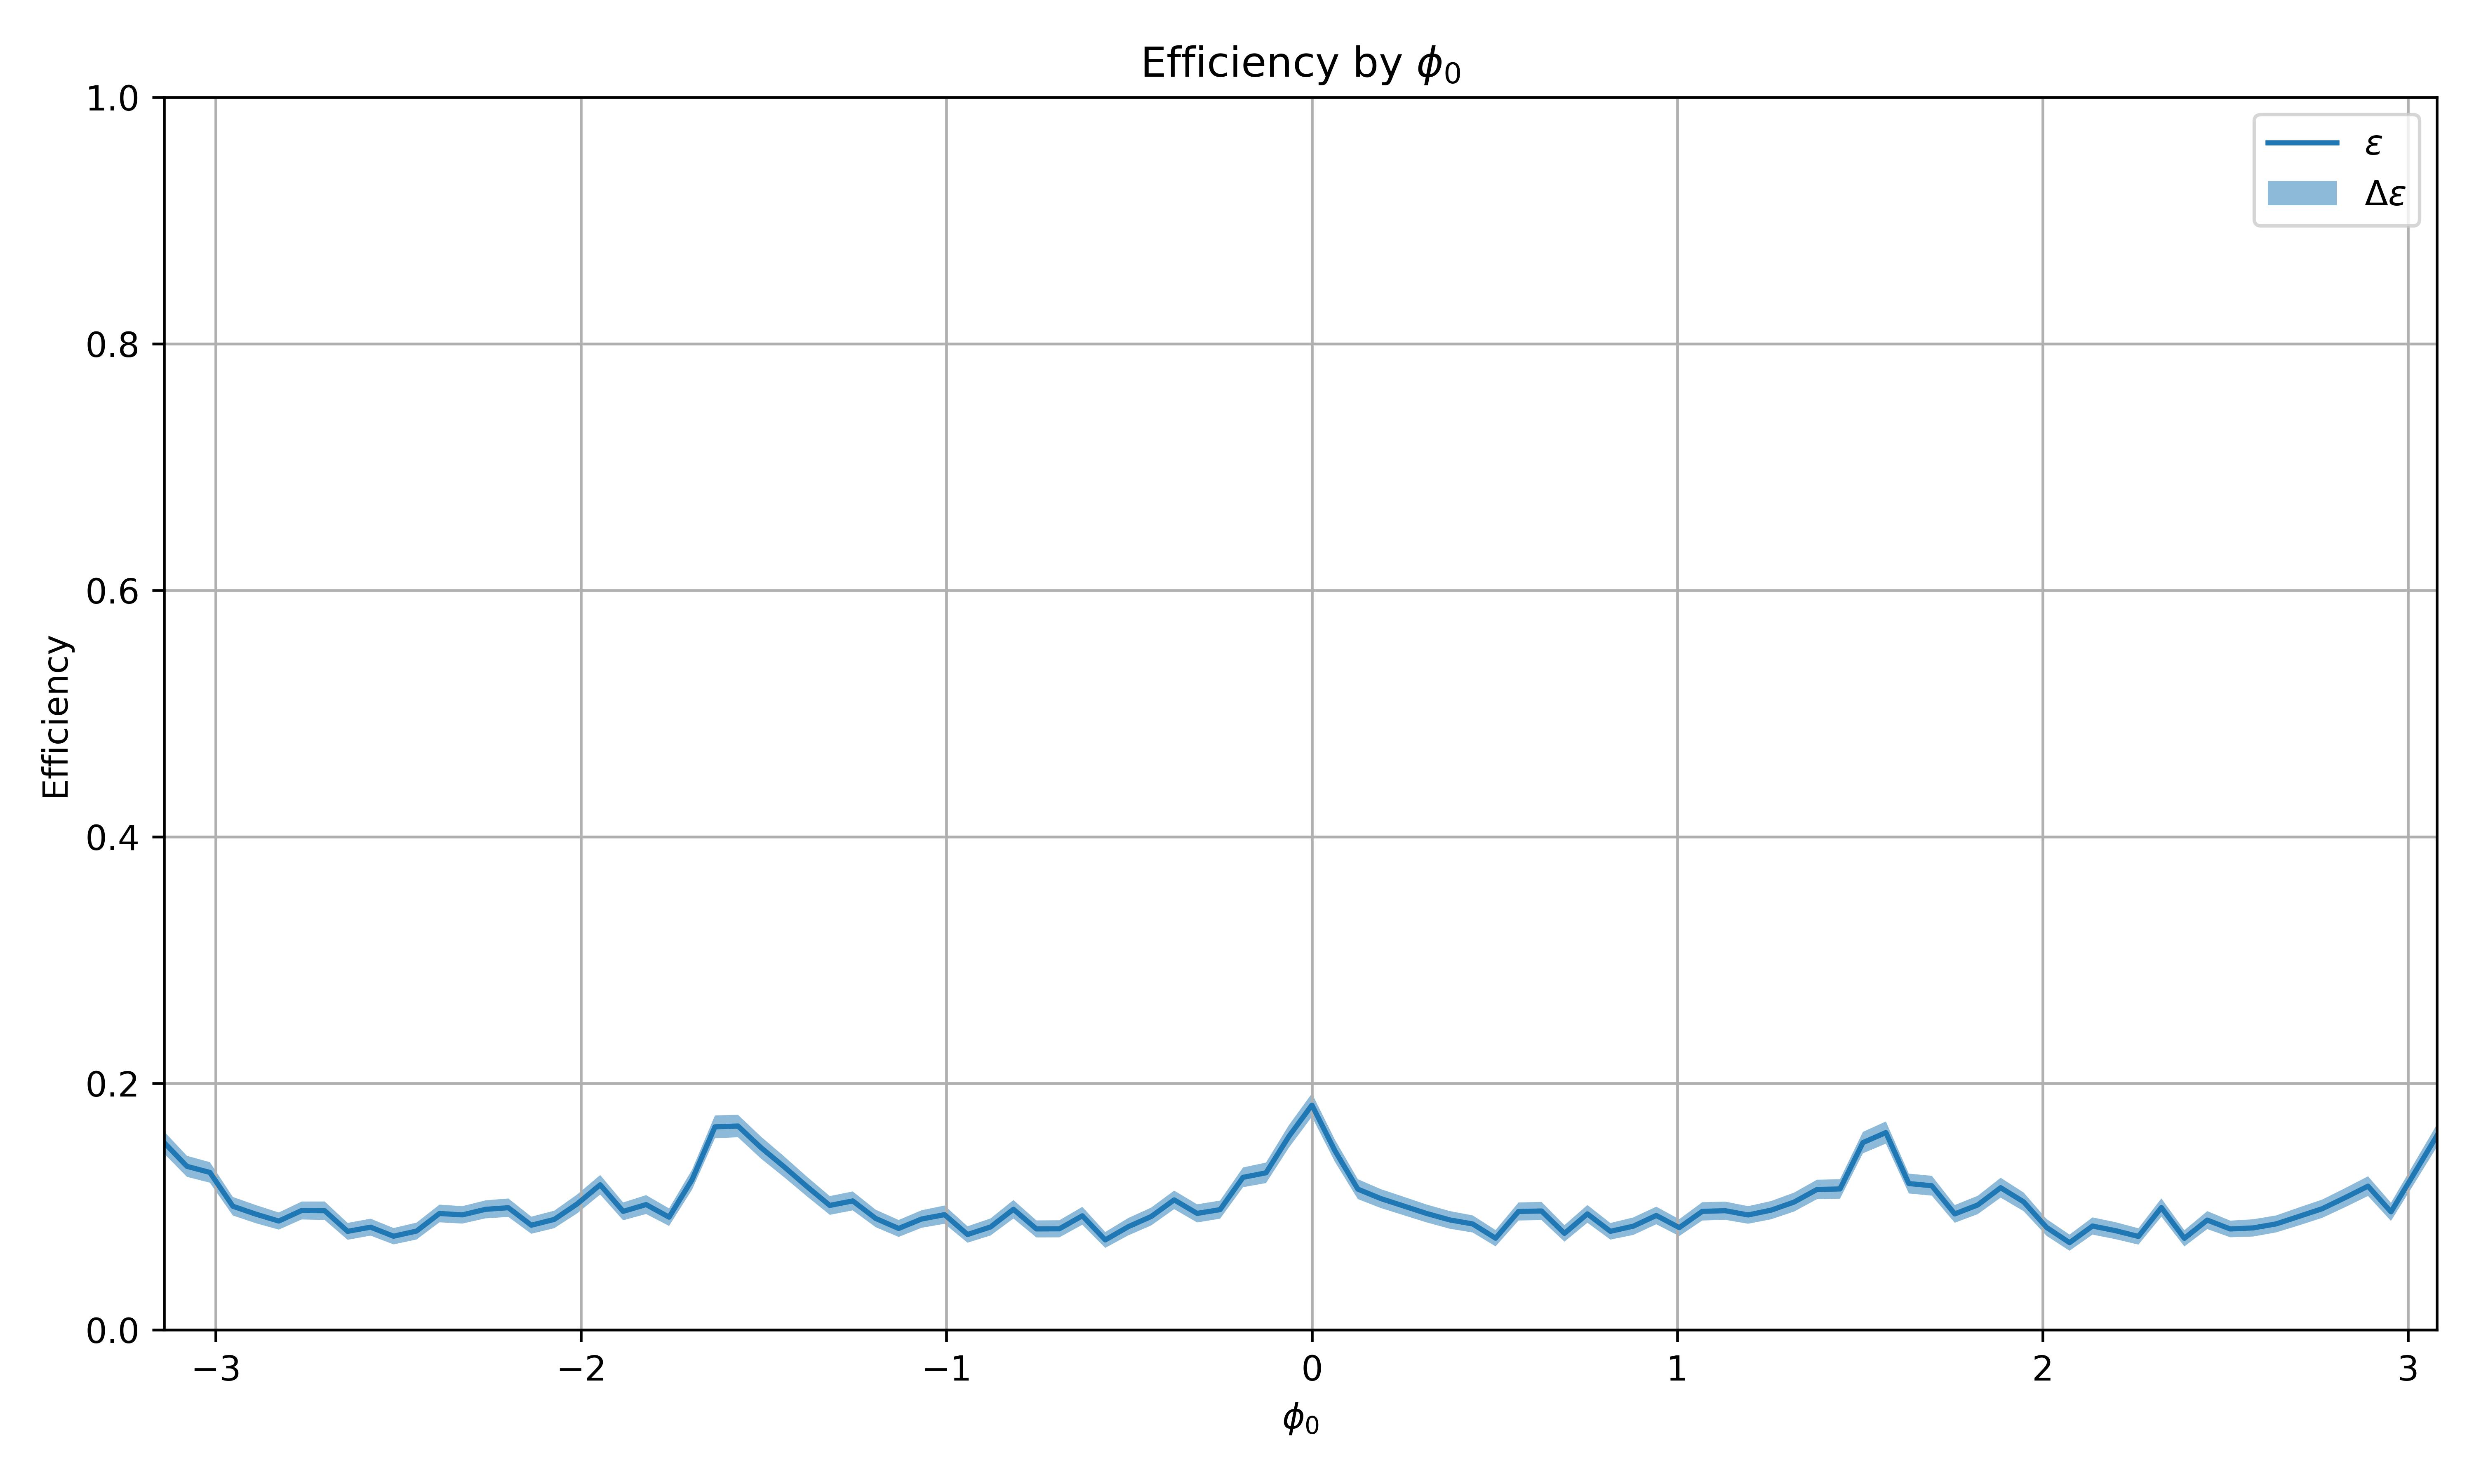 Efficiency by ϕ₀
1.0
0.8
0.6
0.4
0.2
0.0
Efficiency
−3
−2
−1
0
1
2
3
ϕ₀
ε
Δε